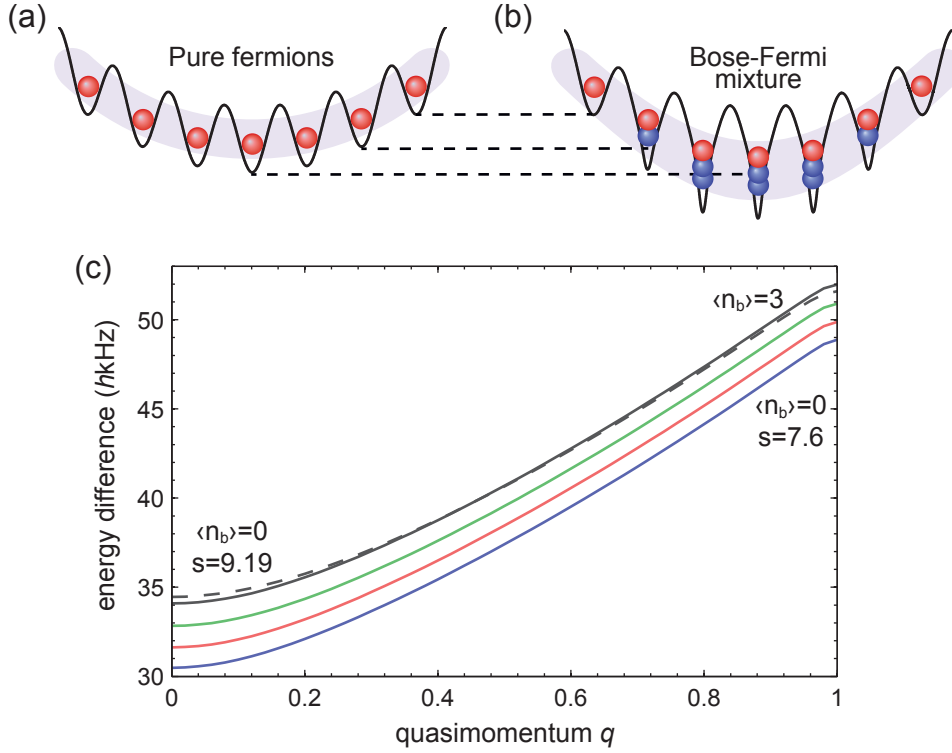 (a)
Pure fermions
(b)
Bose-Fermi
mixture
(c)
energy difference (hkHz)
50
45
40
35
30
‹n_b›=3
‹n_b›=0
s=7.6
‹n_b›=0
s=9.19
0
0.2
0.4
0.6
0.8
1
quasimomentum q